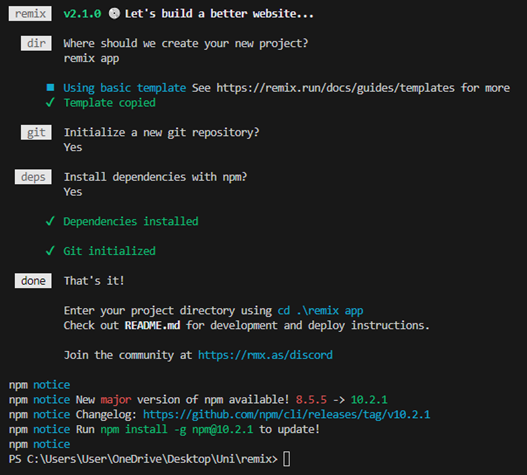 remix v2.1.0 💿 Let's build a better website...
dir Where should we create your new project?
remix app
Using basic template See https://remix.run/docs/guides/templates for more
✓ Template copied
git Initialize a new git repository?
Yes
deps Install dependencies with npm?
Yes
✓ Dependencies installed
✓ Git initialized
done That's it!
Enter your project directory using cd .\remix app
Check out README.md for development and deploy instructions.
Join the community at https://rmx.as/discord
npm notice
npm notice New major version of npm available! 8.5.5 -> 10.2.1
npm notice Changelog: https://github.com/npm/cli/releases/tag/v10.2.1
npm notice Run npm install -g npm@10.2.1 to update!
npm notice
PS C:\Users\User\OneDrive\Desktop\Uni\remix>